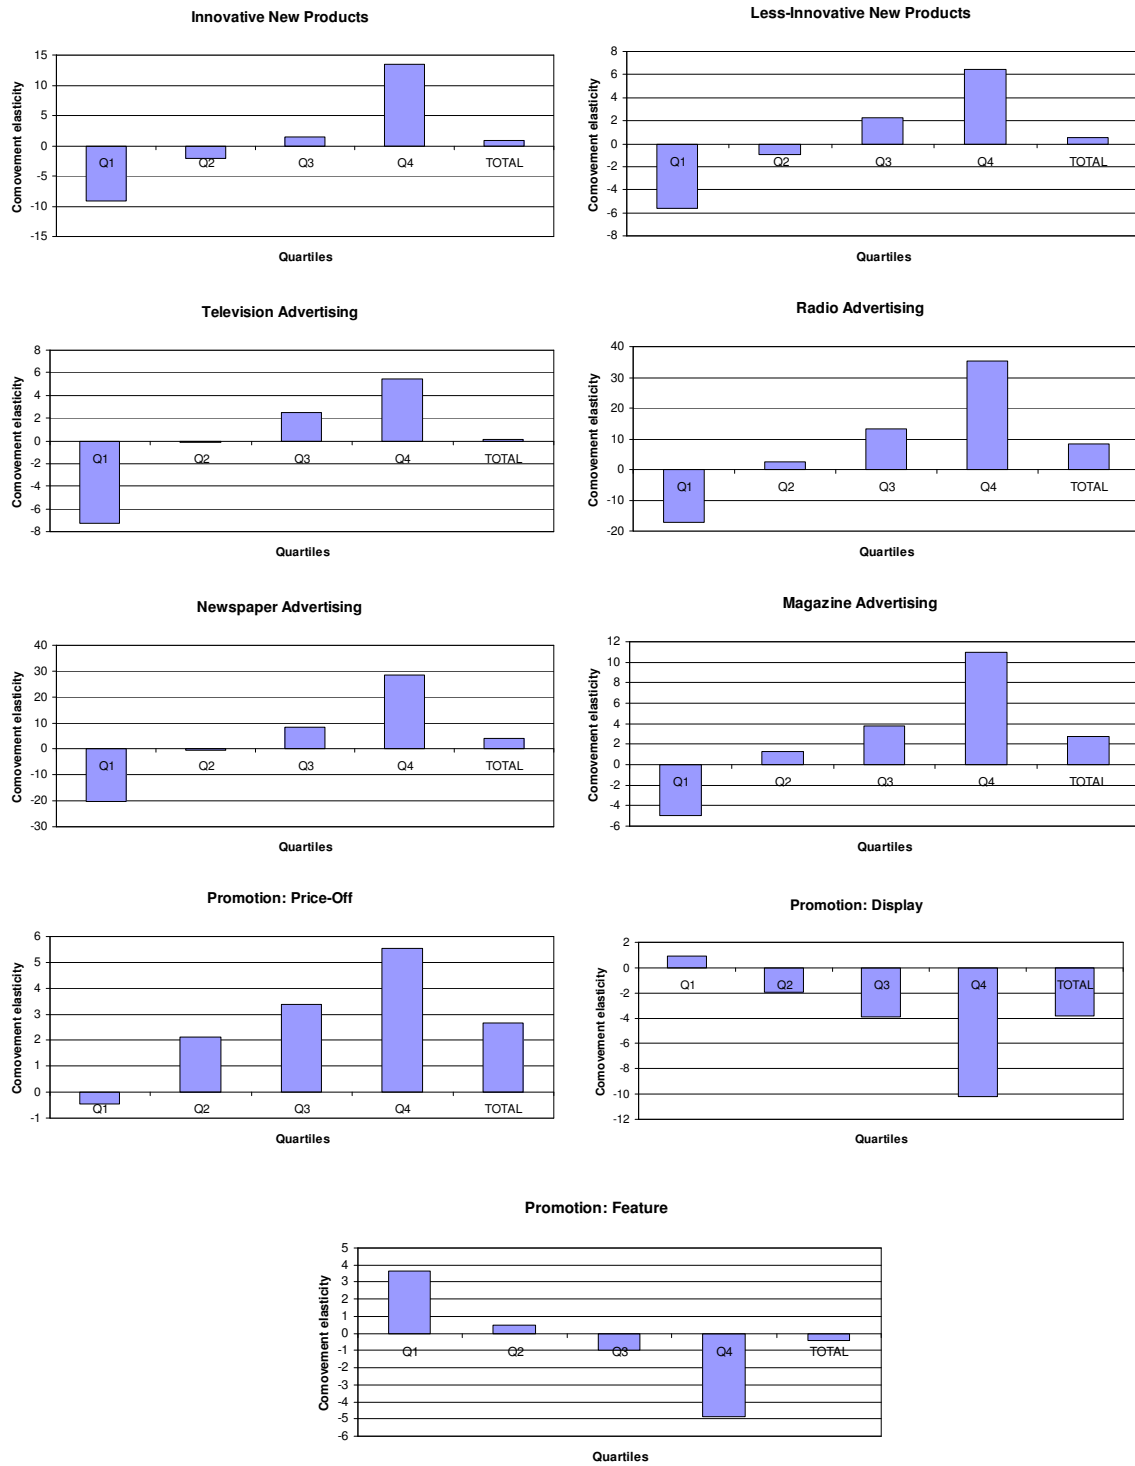 Innovative New Products
Comovement elasticity
15
10
5
0
-5
-10
-15
Q1
Q2
Q3
Q4
TOTAL
Quartiles
Less-Innovative New Products
Comovement elasticity
8
6
4
2
0
-2
-4
-6
-8
Q1
Q2
Q3
Q4
TOTAL
Quartiles
Television Advertising
Comovement elasticity
8
6
4
2
0
-2
-4
-6
-8
Q1
Q2
Q3
Q4
TOTAL
Quartiles
Radio Advertising
Comovement elasticity
40
30
20
10
0
-10
-20
Q1
Q2
Q3
Q4
TOTAL
Quartiles
Newspaper Advertising
Comovement elasticity
40
30
20
10
0
-10
-20
-30
Q1
Q2
Q3
Q4
TOTAL
Quartiles
Magazine Advertising
Comovement elasticity
12
10
8
6
4
2
0
-2
-4
-6
Q1
Q2
Q3
Q4
TOTAL
Quartiles
Promotion: Price-Off
Comovement elasticity
6
5
4
3
2
1
0
-1
Q1
Q2
Q3
Q4
TOTAL
Quartiles
Promotion: Display
Comovement elasticity
2
0
-2
-4
-6
-8
-10
-12
Q1
Q2
Q3
Q4
TOTAL
Quartiles
Promotion: Feature
Comovement elasticity
5
4
3
2
1
0
-1
-2
-3
-4
-5
-6
Q1
Q2
Q3
Q4
TOTAL
Quartiles